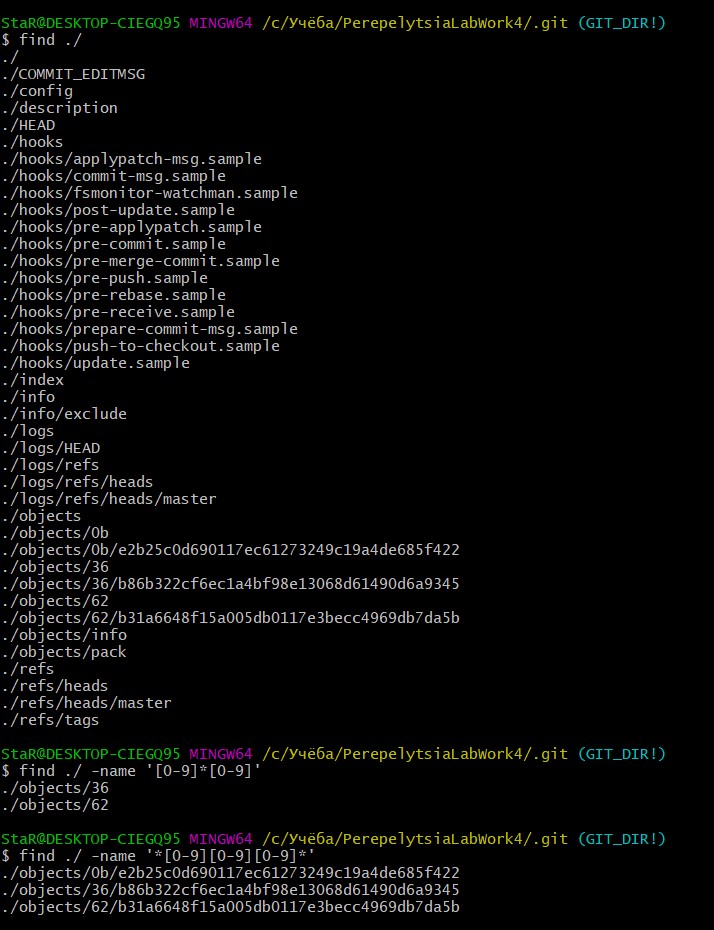 StaR@DESKTOP-CIEGQ95 MINGW64 /c/Учёба/PerepelytsiaLabWork4/.git (GIT_DIR!)
$ find ./
./
./COMMIT_EDITMSG
./config
./description
./HEAD
./hooks
./hooks/applypatch-msg.sample
./hooks/commit-msg.sample
./hooks/fsmonitor-watchman.sample
./hooks/post-update.sample
./hooks/pre-applypatch.sample
./hooks/pre-commit.sample
./hooks/pre-merge-commit.sample
./hooks/pre-push.sample
./hooks/pre-rebase.sample
./hooks/pre-receive.sample
./hooks/prepare-commit-msg.sample
./hooks/push-to-checkout.sample
./hooks/update.sample
./index
./info
./info/exclude
./logs
./logs/HEAD
./logs/refs
./logs/refs/heads
./logs/refs/heads/master
./objects
./objects/0b
./objects/0b/e2b25c0d690117ec61273249c19a4de685f422
./objects/36
./objects/36/b86b322cf6ec1a4bf98e13068d61490d6a9345
./objects/62
./objects/62/b31a6648f15a005db0117e3becc4969db7da5b
./objects/info
./objects/pack
./refs
./refs/heads
./refs/heads/master
./refs/tags
StaR@DESKTOP-CIEGQ95 MINGW64 /c/Учёба/PerepelytsiaLabWork4/.git (GIT_DIR!)
$ find ./ -name '[0-9]*[0-9]'
./objects/36
./objects/62
StaR@DESKTOP-CIEGQ95 MINGW64 /c/Учёба/PerepelytsiaLabWork4/.git (GIT_DIR!)
$ find ./ -name '*[0-9][0-9][0-9]*'
./objects/0b/e2b25c0d690117ec61273249c19a4de685f422
./objects/36/b86b322cf6ec1a4bf98e13068d61490d6a9345
./objects/62/b31a6648f15a005db0117e3becc4969db7da5b